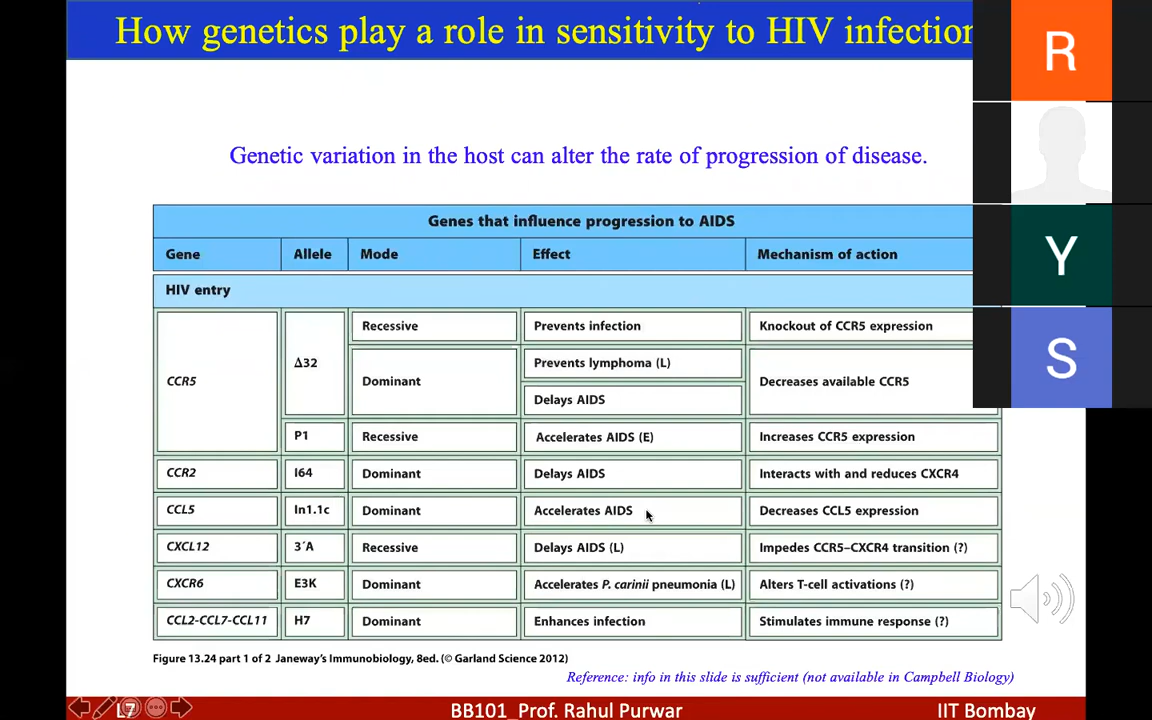 How genetics play a role in sensitivity to HIV infection
R
Genetic variation in the host can alter the rate of progression of disease.
Y
S
Genes that influence progression to AIDS
Gene Allele Mode Effect Mechanism of action
HIV entry
CCR5 Δ32 Recessive Prevents infection Knockout of CCR5 expression
Dominant Prevents lymphoma (L) Decreases available CCR5
Delays AIDS
P1 Recessive Accelerates AIDS (E) Increases CCR5 expression
CCR2 I64 Dominant Delays AIDS Interacts with and reduces CXCR4
CCL5 In1.1c Dominant Accelerates AIDS Decreases CCL5 expression
CXCL12 3´A Recessive Delays AIDS (L) Impedes CCR5–CXCR4 transition (?)
CXCR6 E3K Dominant Accelerates P. carinii pneumonia (L) Alters T-cell activations (?)
CCL2-CCL7-CCL11 H7 Dominant Enhances infection Stimulates immune response (?)
Figure 13.24 part 1 of 2 Janeway's Immunobiology, 8ed. (© Garland Science 2012)
Reference: info in this slide is sufficient (not available in Campbell Biology)
L7 BB101_Prof. Rahul Purwar IIT Bombay